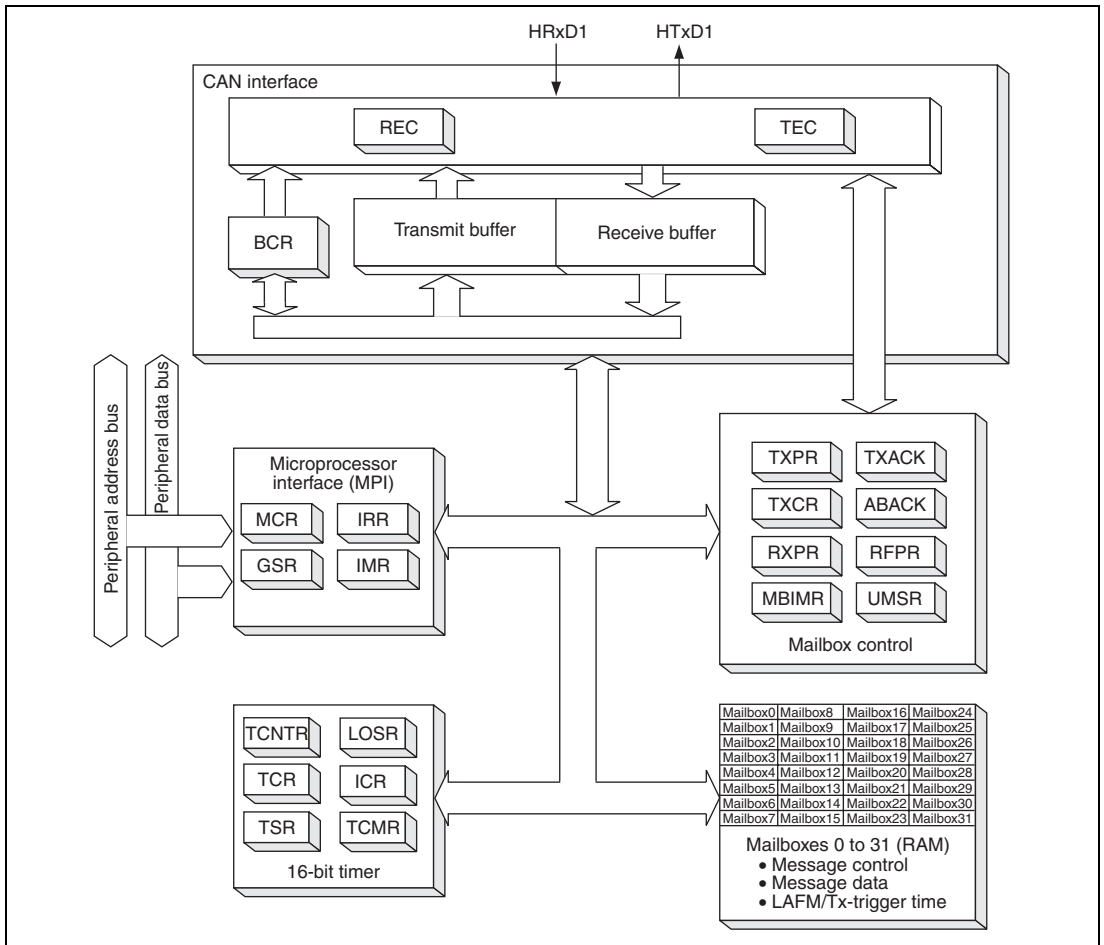 HRxD1 HTxD1
CAN interface
REC TEC
BCR
Transmit buffer
Receive buffer
Peripheral address bus
Peripheral data bus
Microprocessor
interface (MPI)
MCR IRR
GSR IMR
TXPR TXACK
TXCR ABACK
RXPR RFPR
MBIMR UMSR
Mailbox control
TCNTR LOSR
TCR ICR
TSR TCMR
16-bit timer
Mailbox0 Mailbox8 Mailbox16 Mailbox24
Mailbox1 Mailbox9 Mailbox17 Mailbox25
Mailbox2 Mailbox10 Mailbox18 Mailbox26
Mailbox3 Mailbox11 Mailbox19 Mailbox27
Mailbox4 Mailbox12 Mailbox20 Mailbox28
Mailbox5 Mailbox13 Mailbox21 Mailbox29
Mailbox6 Mailbox14 Mailbox22 Mailbox30
Mailbox7 Mailbox15 Mailbox23 Mailbox31
Mailboxes 0 to 31 (RAM)
• Message control
• Message data
• LAFM/Tx-trigger time